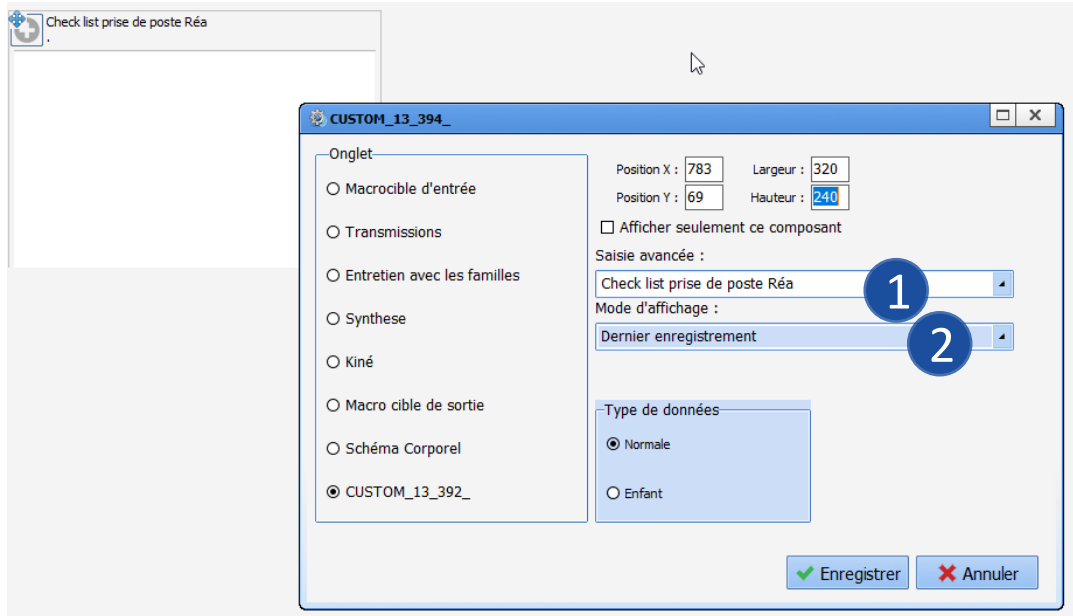 Check list prise de poste Réa
.
CUSTOM_13_394_
Onglet
Macrocible d'entrée
Transmissions
Entretien avec les familles
Synthese
Kiné
Macro cible de sortie
Schéma Corporel
CUSTOM_13_392_
Position X : 783 Largeur : 320
Position Y : 69 Hauteur : 240
Afficher seulement ce composant
Saisie avancée :
Check list prise de poste Réa 1
Mode d'affichage :
Dernier enregistrement 2
Type de données
Normale
Enfant
Enregistrer Annuler